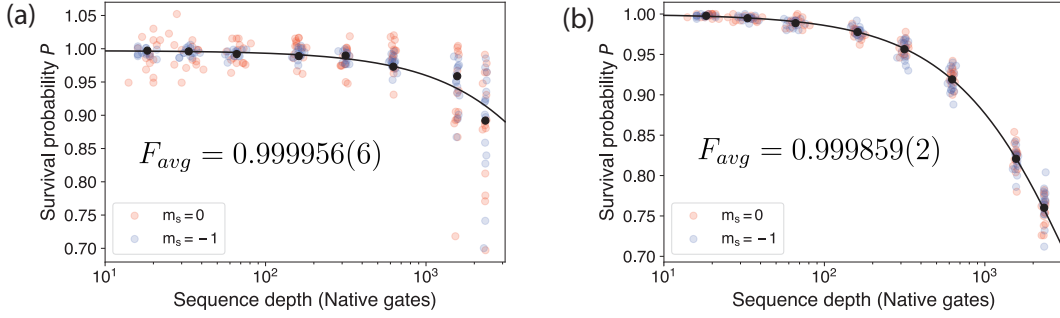 (a)
Survival probability P
1.05
1.00
0.95
0.90
0.85
0.80
0.75
0.70
F_avg = 0.999956(6)
m_s = 0
m_s = −1
10^1
10^2
10^3
Sequence depth (Native gates)
(b)
Survival probability P
1.00
0.95
0.90
0.85
0.80
0.75
0.70
F_avg = 0.999859(2)
m_s = 0
m_s = −1
10^1
10^2
10^3
Sequence depth (Native gates)